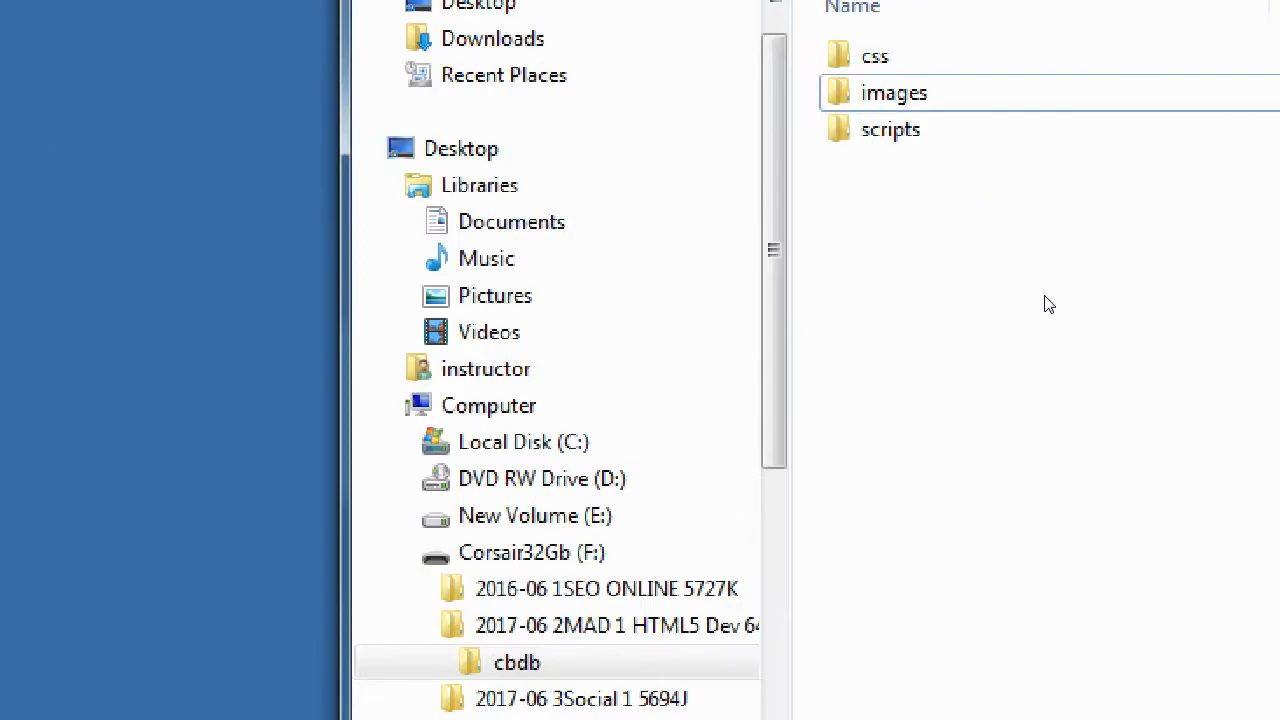 Desktop
Downloads
Recent Places
Desktop
Libraries
Documents
Music
Pictures
Videos
instructor
Computer
Local Disk (C:)
DVD RW Drive (D:)
New Volume (E:)
Corsair32Gb (F:)
2016-06 1SEO ONLINE 5727K
2017-06 2MAD 1 HTML5 Dev 64
cbdb
2017-06 3Social 1 5694J
Name
css
images
scripts